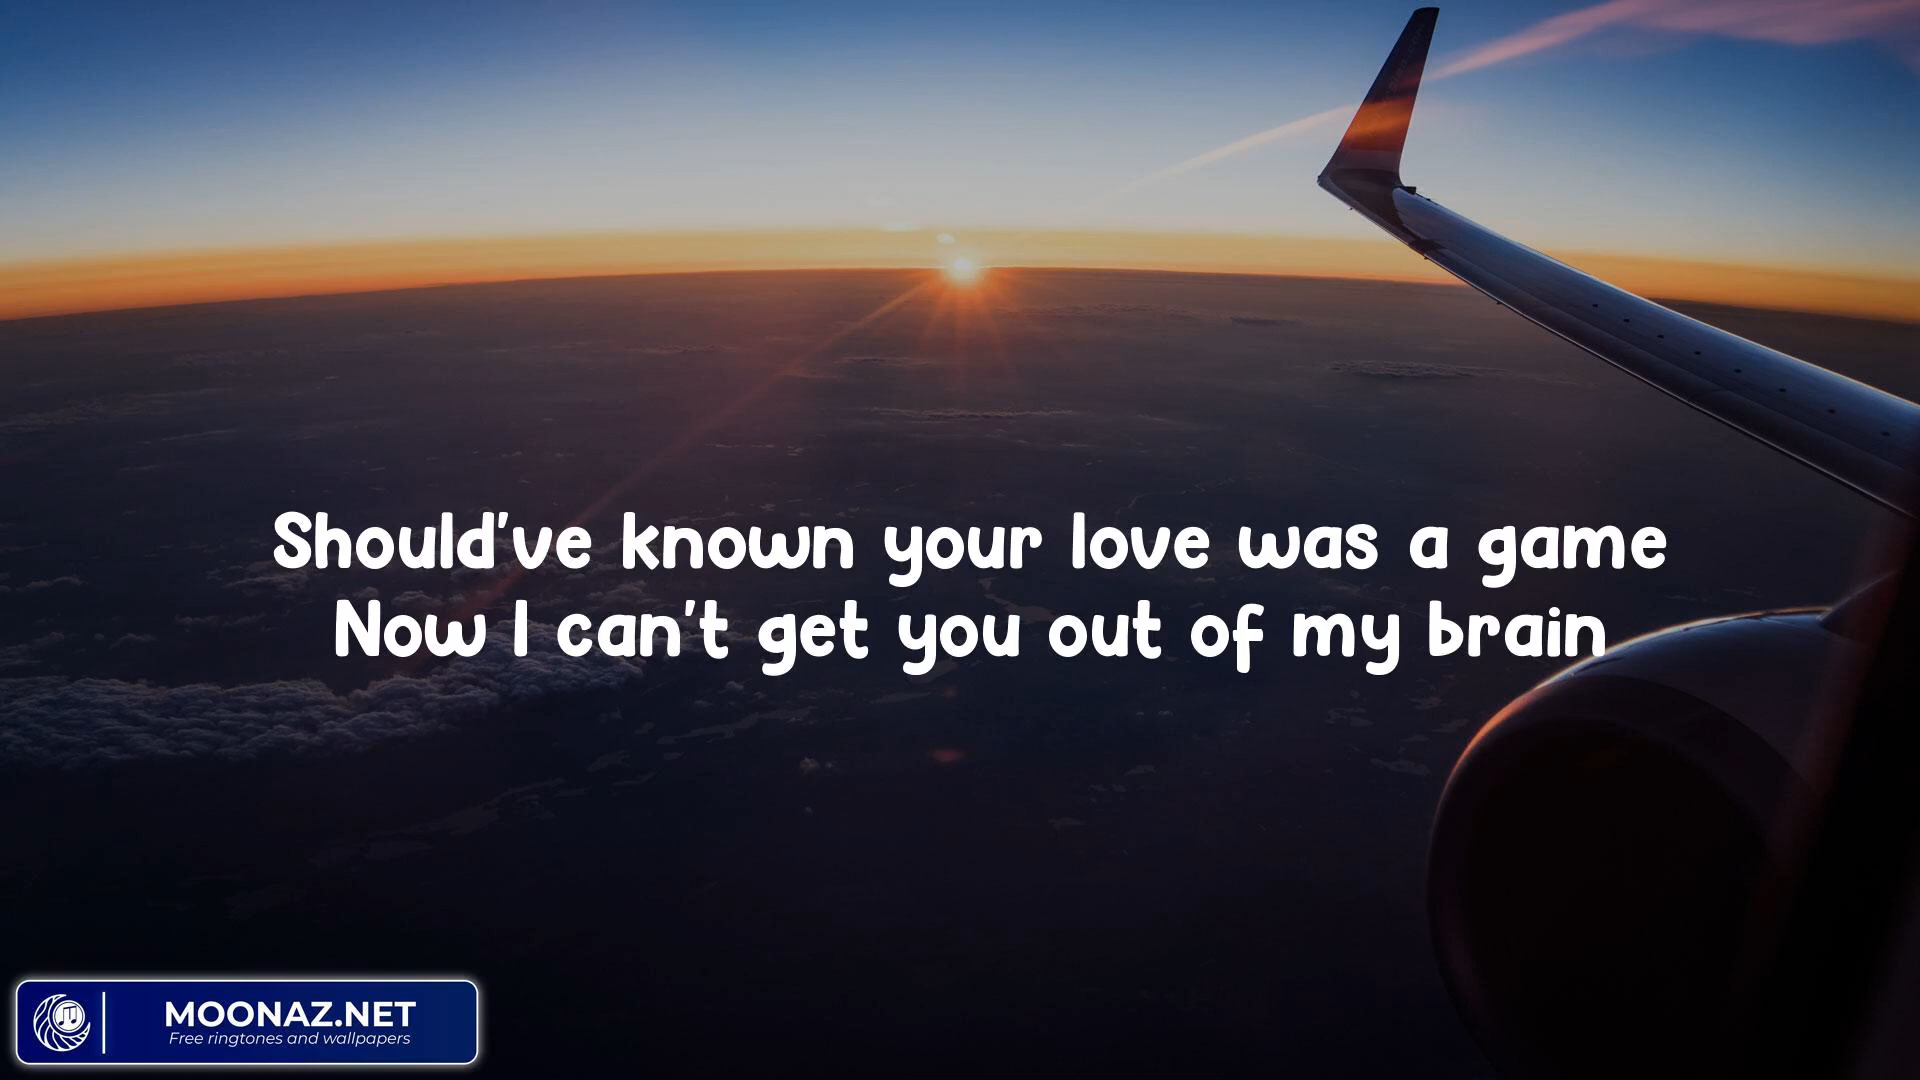 Should've known your love was a game
Now I can't get you out of my brain
MOONAZ.NET
Free ringtones and wallpapers